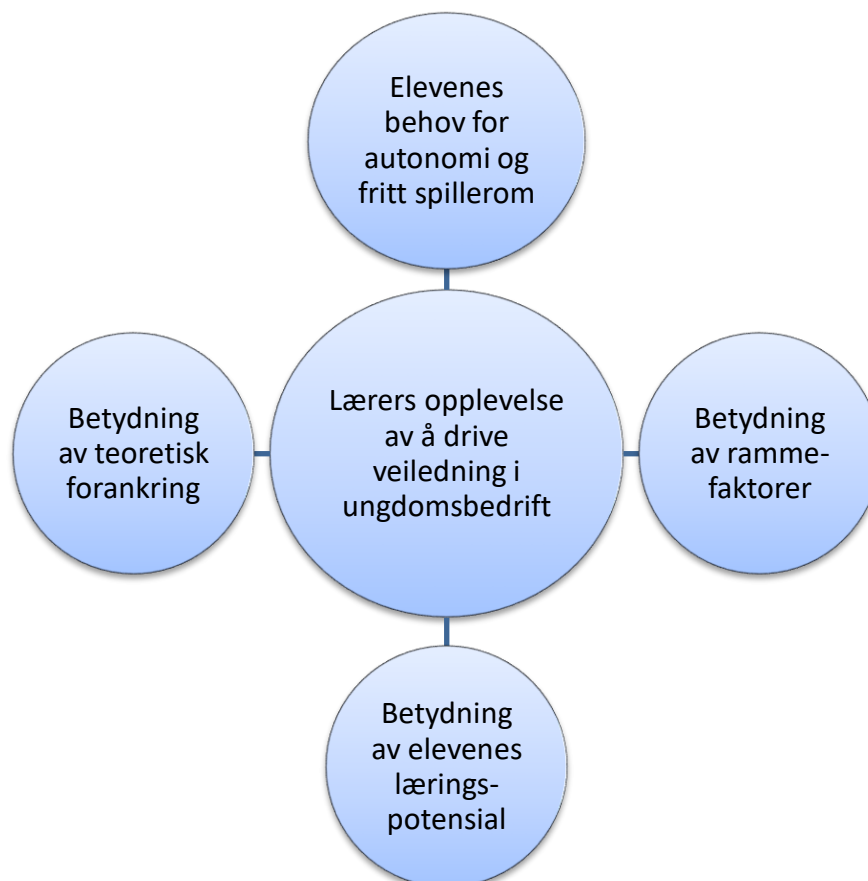 Elevenes
behov for
autonomi og
fritt spillerom
Betydning
av teoretisk
forankring
Lærers opplevelse
av å drive
veiledning i
ungdomsbedrift
Betydning
av ramme-
faktorer
Betydning
av elevenes
lærings-
potensial